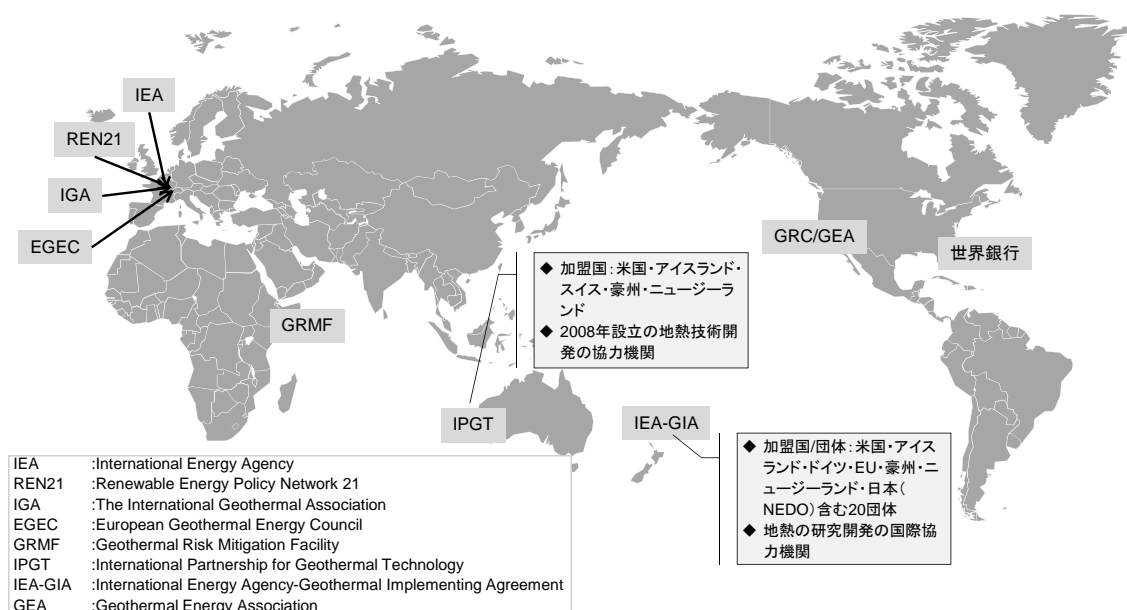 IEA
REN21
IGA
EGEC
GRMF
GRC/GEA
世界銀行
◆ 加盟国：米国・アイスランド・
スイス・豪州・ニュージーラ
ンド
◆ 2008年設立の地熱技術開
発の協力機関
IPGT
IEA-GIA
◆ 加盟国/団体：米国・アイス
ランド・ドイツ・EU・豪州・ニ
ュージーランド・日本（
NEDO）含む20団体
◆ 地熱の研究開発の国際協
力機関
IEA :International Energy Agency
REN21 :Renewable Energy Policy Network 21
IGA :The International Geothermal Association
EGEC :European Geothermal Energy Council
GRMF :Geothermal Risk Mitigation Facility
IPGT :International Partnership for Geothermal Technology
IEA-GIA :International Energy Agency-Geothermal Implementing Agreement
GEA :Geothermal Energy Association